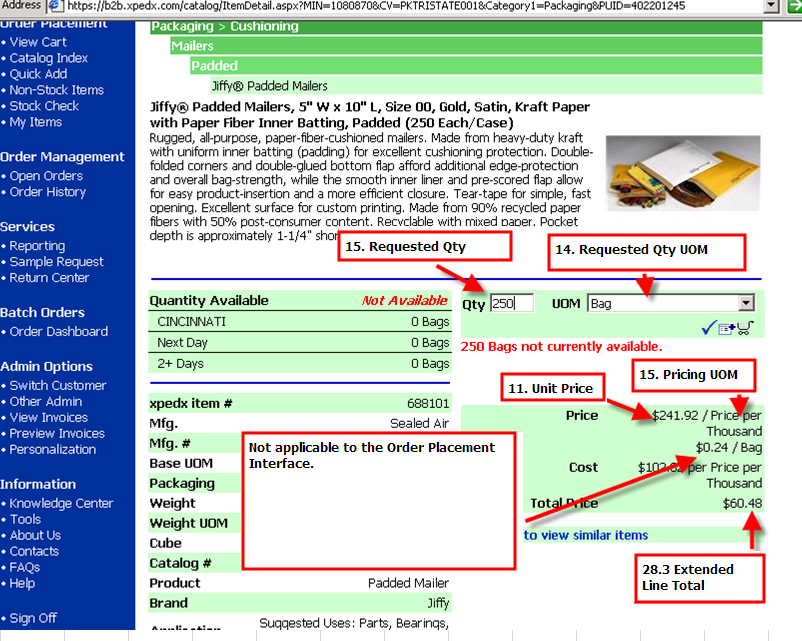 Address https://b2b.xpedx.com/catalog/ItemDetail.aspx?MIN=1080870&CV=PKTRISTATE001&Category1=Packaging&PUID=402201245
Order Placement
• View Cart
• Catalog Index
• Quick Add
• Non-Stock Items
• Stock Check
• My Items
Order Management
• Open Orders
• Order History
Services
• Reporting
• Sample Request
• Return Center
Batch Orders
• Order Dashboard
Admin Options
• Switch Customer
• Other Admin
• View Invoices
• Preview Invoices
• Personalization
Information
• Knowledge Center
• Tools
• About Us
• Contacts
• FAQs
• Help
• Sign Off
Packaging > Cushioning
Mailers
Padded
Jiffy® Padded Mailers
Jiffy® Padded Mailers, 5" W x 10" L, Size 00, Gold, Satin, Kraft Paper
with Paper Fiber Inner Batting, Padded (250 Each/Case)
Rugged, all-purpose, paper-fiber-cushioned mailers. Made from heavy-duty kraft
with uniform inner batting (padding) for excellent cushioning protection. Double-
folded corners and double-glued bottom flap afford additional edge-protection
and overall bag-strength, while the smooth inner liner and pre-scored flap allow
for easy product-insertion and a more efficient closure. Tear-tape for simple, fast
opening. Excellent surface for custom printing. Made from 90% recycled paper
fibers with 50% post-consumer content. Recyclable with mixed paper. Pocket
depth is approximately 1-1/4"
15. Requested Qty
14. Requested Qty UOM
Quantity Available Not Available
CINCINNATI 0 Bags
Next Day 0 Bags
2+ Days 0 Bags
Qty 250 UOM Bag
250 Bags not currently available.
11. Unit Price
15. Pricing UOM
xpedx item # 688101
Mfg. Sealed Air
Mfg. #
Base UOM
Packaging
Weight
Weight UOM
Cube
Catalog #
Product Padded Mailer
Brand Jiffy
Application Suggested Uses: Parts, Bearings,
Not applicable to the Order Placement
Interface.
Price $241.92 / Price per
Thousand
$0.24 / Bag
Cost per Price per
Thousand
Total Price $60.48
to view similar items
28.3 Extended
Line Total